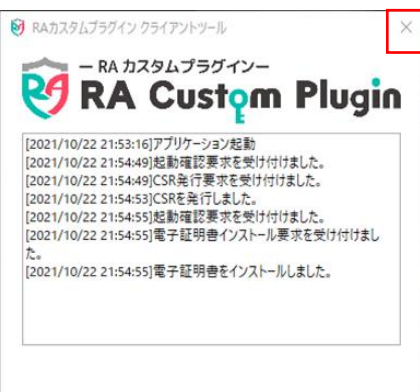 RAカスタムプラグイン クライアントツール
RA
ー RA カスタムプラグインー
RA Custom Plugin
[2021/10/22 21:53:16]アプリケーション起動
[2021/10/22 21:54:49]起動確認要求を受け付けました。
[2021/10/22 21:54:49]CSR発行要求を受け付けました。
[2021/10/22 21:54:53]CSRを発行しました。
[2021/10/22 21:54:55]起動確認要求を受け付けました。
[2021/10/22 21:54:55]電子証明書インストール要求を受け付けまし
た。
[2021/10/22 21:54:55]電子証明書をインストールしました。